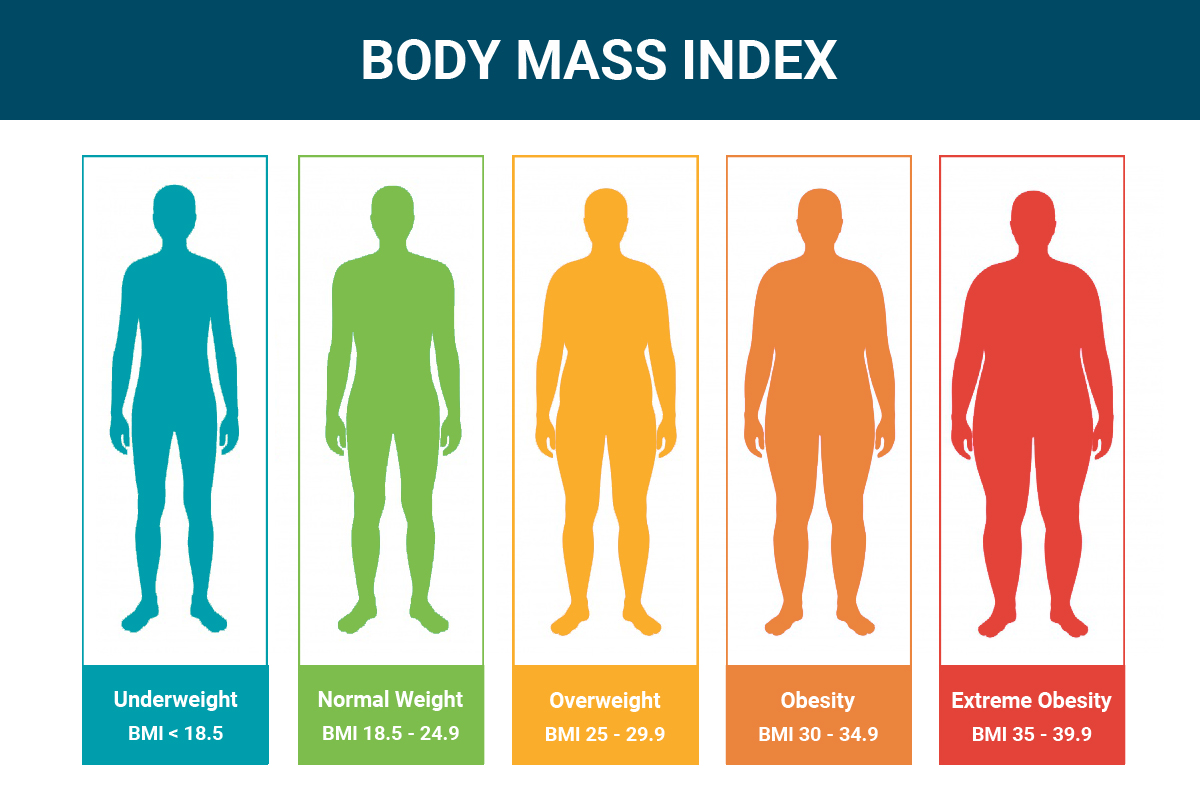 BODY MASS INDEX
Underweight
BMI < 18.5
Normal Weight
BMI 18.5 - 24.9
Overweight
BMI 25 - 29.9
Obesity
BMI 30 - 34.9
Extreme Obesity
BMI 35 - 39.9